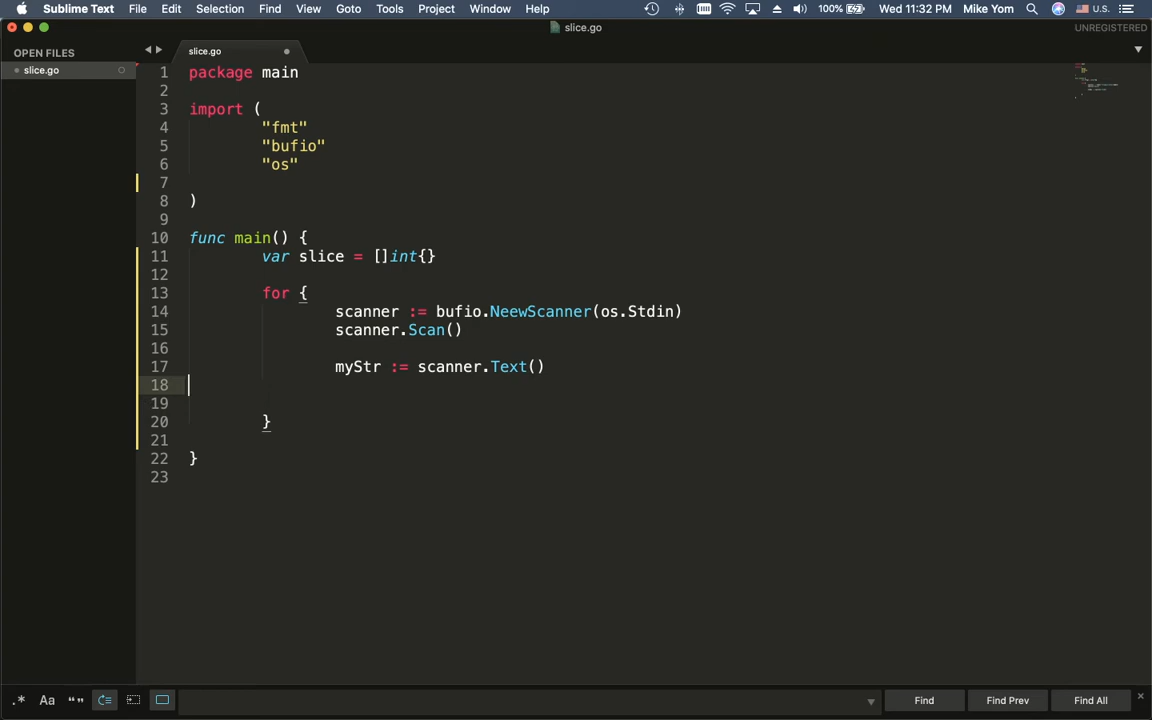 Sublime Text File Edit Selection Find View Goto Tools Project Window Help 100% Wed 11:32 PM Mike Yom U.S.
slice.go
UNREGISTERED
OPEN FILES
slice.go
slice.go
1 package main
2
3 import (
4 "fmt"
5 "bufio"
6 "os"
7
8 )
9
10 func main() {
11 var slice = []int{}
12
13 for {
14 scanner := bufio.NeewScanner(os.Stdin)
15 scanner.Scan()
16
17 myStr := scanner.Text()
18
19
20 }
21
22 }
23
.* Aa “” Find Find Prev Find All